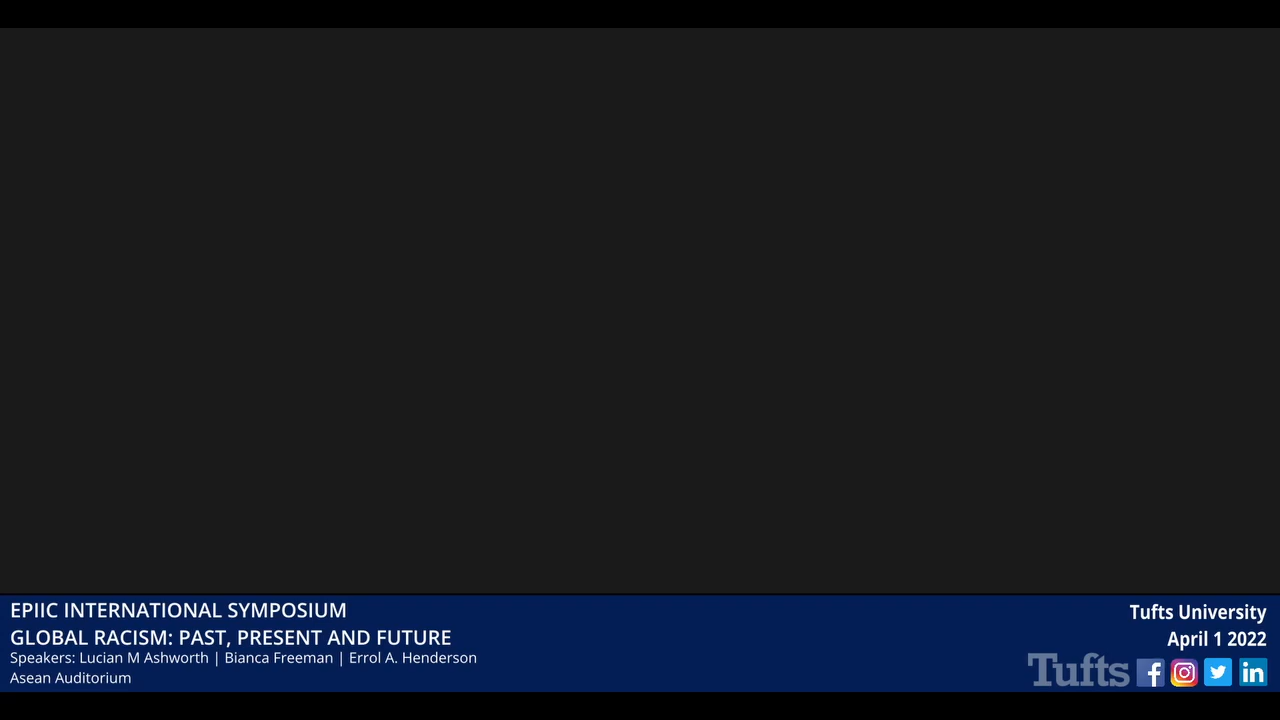 EPIIC INTERNATIONAL SYMPOSIUM
GLOBAL RACISM: PAST, PRESENT AND FUTURE
Speakers: Lucian M Ashworth | Bianca Freeman | Errol A. Henderson
Asean Auditorium
Tufts University
April 1 2022
Tufts